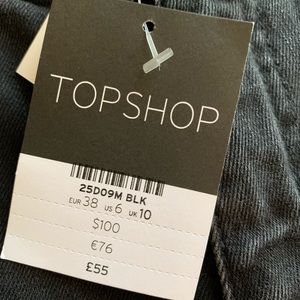 TOPSHOP
25D09M BLK
EUR 38 US 6 UK 10
$100
€76
£55